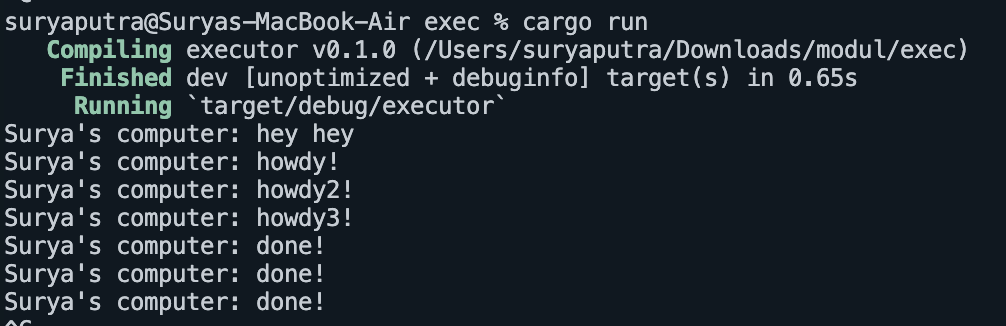 suryaputra@Suryas-MacBook-Air exec % cargo run
Compiling executor v0.1.0 (/Users/suryaputra/Downloads/modul/exec)
Finished dev [unoptimized + debuginfo] target(s) in 0.65s
Running `target/debug/executor`
Surya's computer: hey hey
Surya's computer: howdy!
Surya's computer: howdy2!
Surya's computer: howdy3!
Surya's computer: done!
Surya's computer: done!
Surya's computer: done!